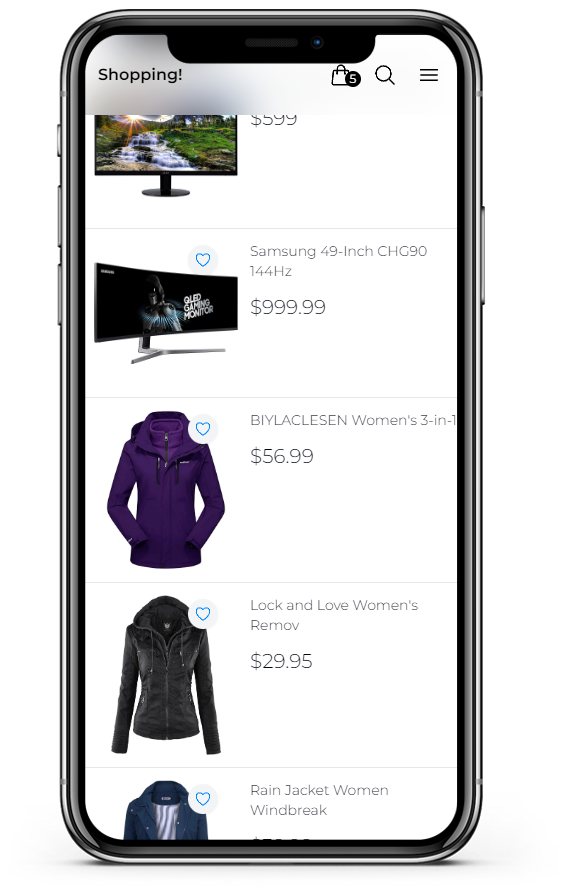 Shopping!
5
$599
Samsung 49-Inch CHG90
144Hz
$999.99
SAMSUNG
QLED
GAMING
MONITOR
BIYLACLESEN Women's 3-in-1
$56.99
Lock and Love Women's
Remov
$29.95
Rain Jacket Women
Windbreak